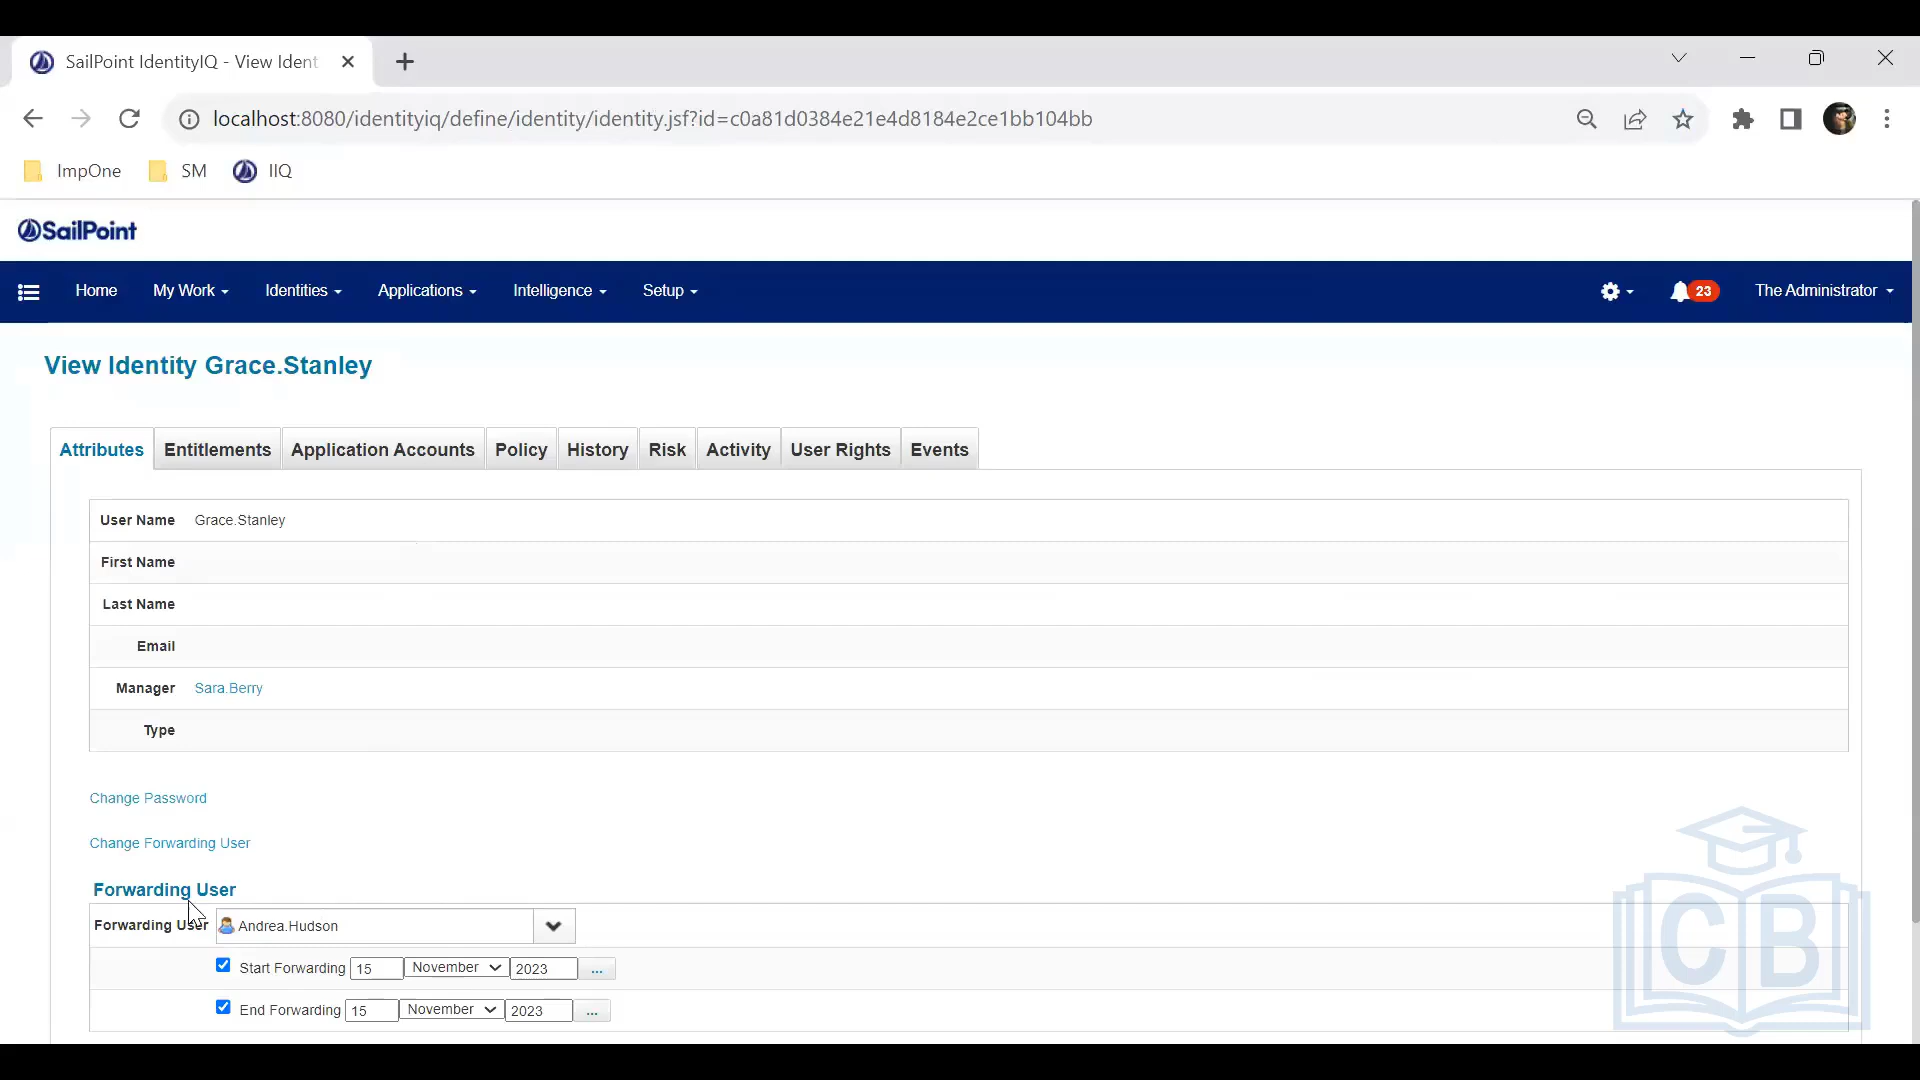 SailPoint IdentityIQ - View Ident
localhost:8080/identityiq/define/identity/identity.jsf?id=c0a81d0384e21e4d8184e2ce1bb104bb
ImpOne SM IIQ
SailPoint
Home My Work Identities Applications Intelligence Setup 23 The Administrator
View Identity Grace.Stanley
Attributes Entitlements Application Accounts Policy History Risk Activity User Rights Events
User Name Grace.Stanley
First Name
Last Name
Email
Manager Sara.Berry
Type
Change Password
Change Forwarding User
Forwarding User
Forwarding User Andrea.Hudson
Start Forwarding 15 November 2023 ...
End Forwarding 15 November 2023 ...
CB